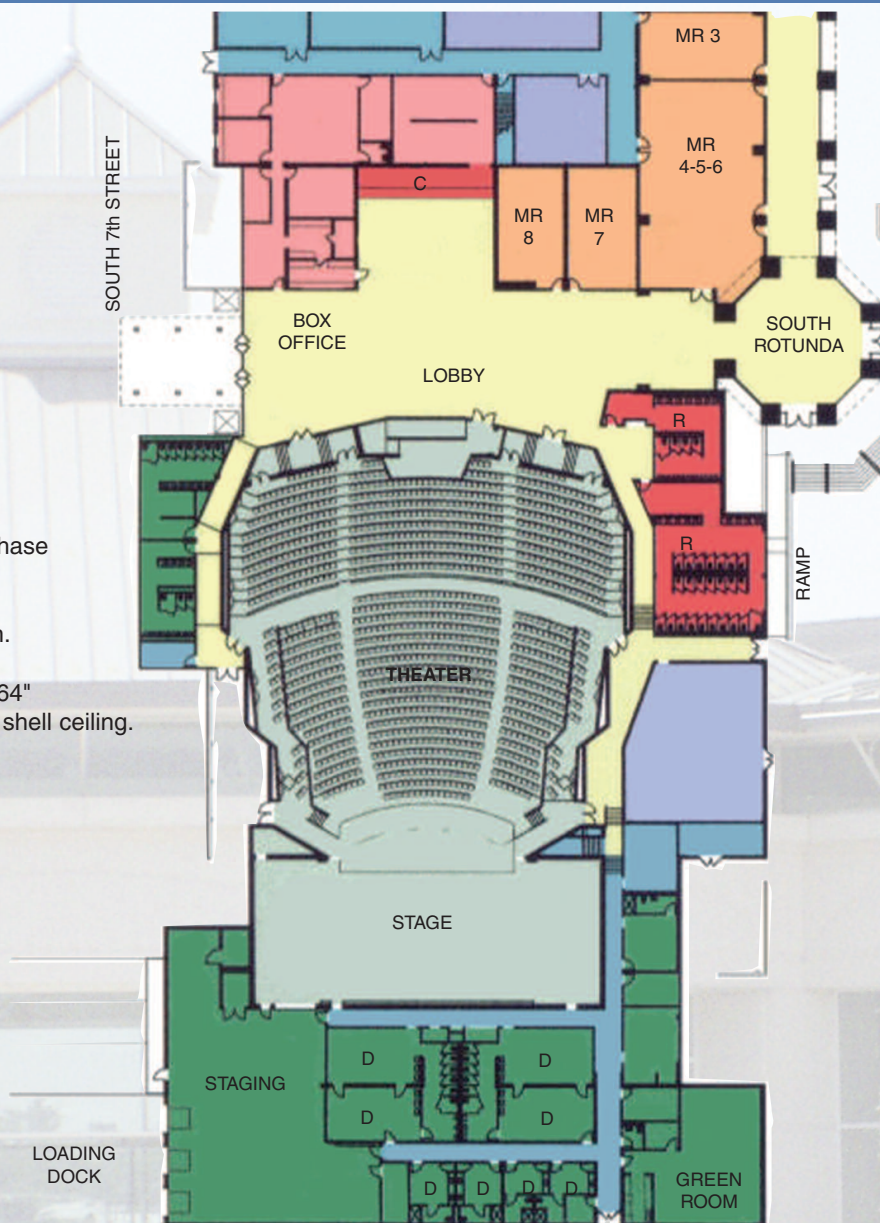 MR 3
MR
4-5-6
SOUTH 7th STREET
C
MR
8
MR
7
BOX
OFFICE
SOUTH
ROTUNDA
LOBBY
R
hase
R
RAMP
n.
THEATER
64"
shell ceiling.
STAGE
D
D
STAGING
D
D
LOADING
DOCK
D
D
D
D
GREEN
ROOM